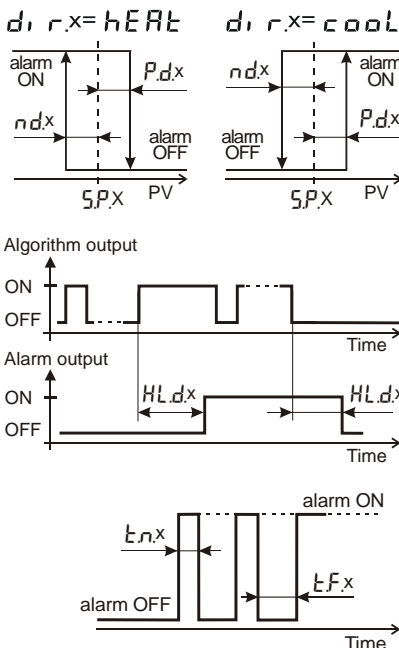 di r.x= hEAt di r.x= cooL
alarm ON P.d.x nd.x alarm ON
nd.x alarm OFF alarm OFF P.d.x
S.P.X PV S.P.X PV
Algorithm output
ON
OFF
Time
Alarm output
ON HL.d.x HL.d.x
OFF
Time
alarm ON
t.n.x
t.F.x
alarm OFF
Time